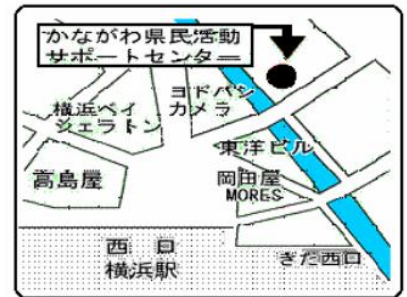 かながわ県民活動
サポートセンター
ヨドバシ
カメラ
横浜ベイ
シェラトン
東洋ビル
高島屋
岡田屋
MORES
西口
横浜駅
きた西口